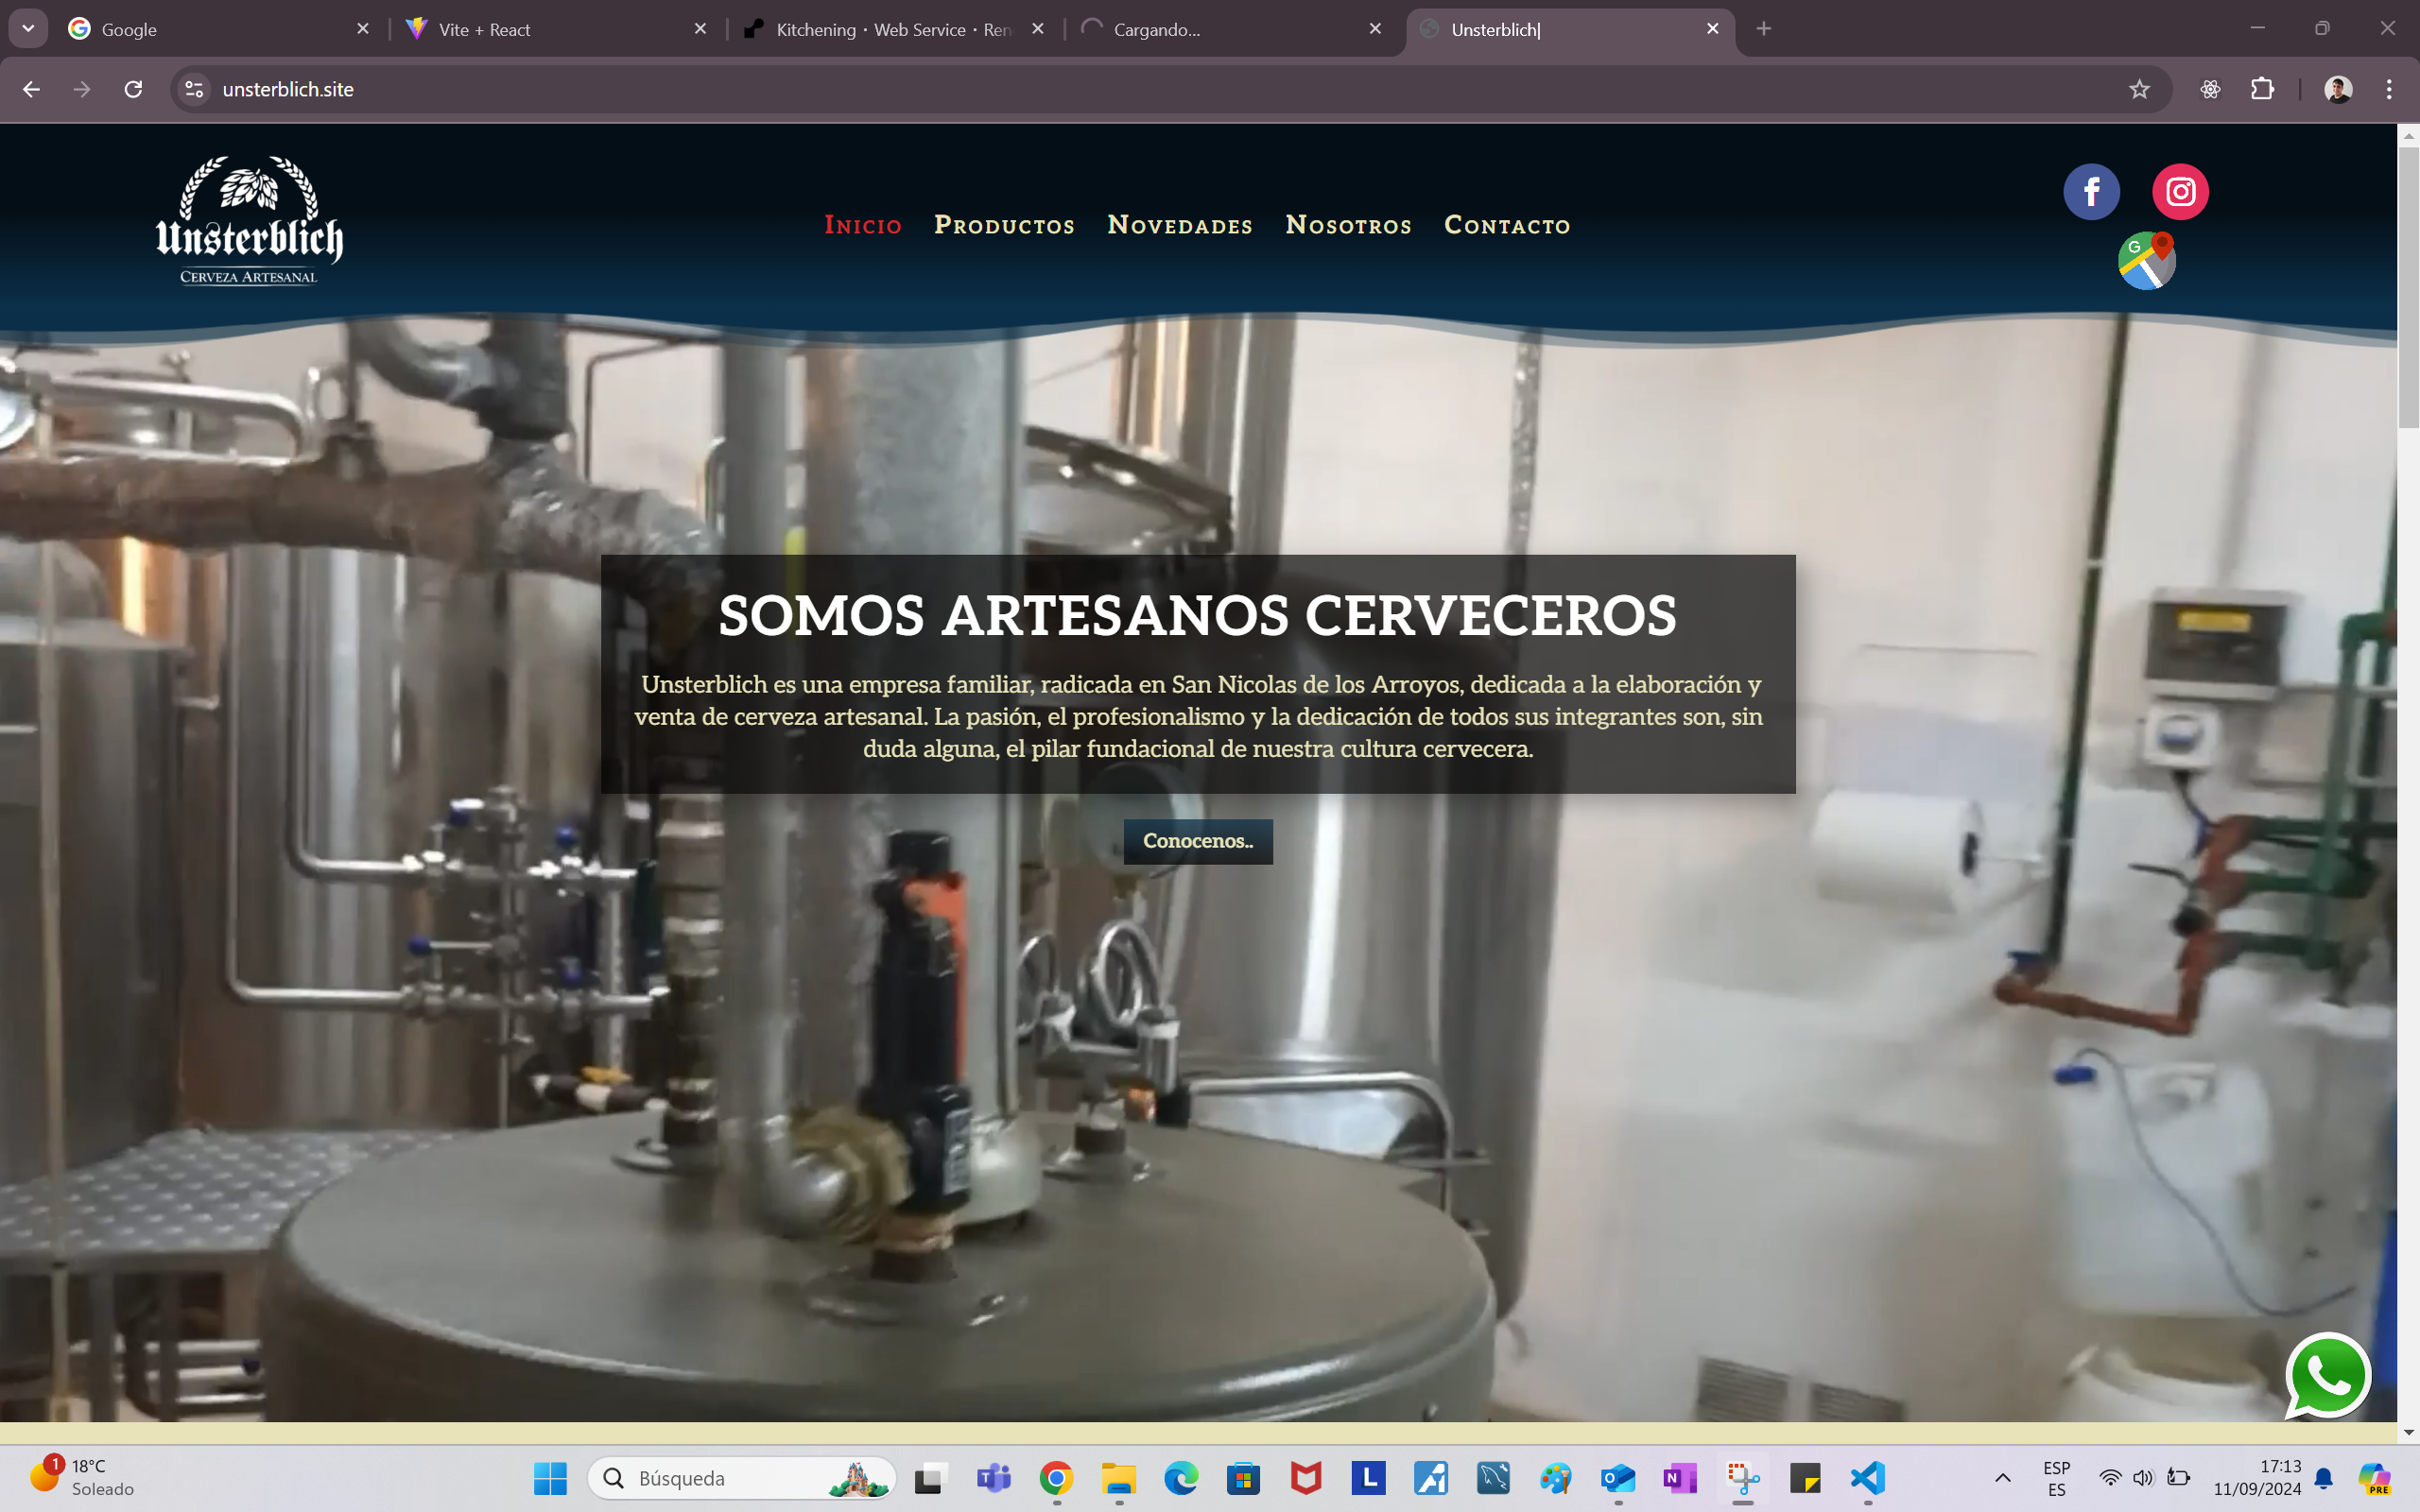 Google
Vite + React
Kitchening · Web Service · Ren
Cargando...
Unsterblich|
unsterblich.site
Unsterblich
Cerveza Artesanal
Inicio
Productos
Novedades
Nosotros
Contacto
SOMOS ARTESANOS CERVECEROS
Unsterblich es una empresa familiar, radicada en San Nicolas de los Arroyos, dedicada a la elaboración y
venta de cerveza artesanal. La pasión, el profesionalismo y la dedicación de todos sus integrantes son, sin
duda alguna, el pilar fundacional de nuestra cultura cervecera.
Conocenos..
1
18°C
Soleado
Búsqueda
ESP
ES
17:13
11/09/2024
PRE